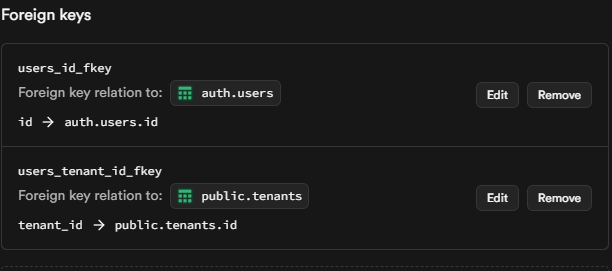 Foreign keys
users_id_fkey
Foreign key relation to: auth.users
Edit Remove
id → auth.users.id
users_tenant_id_fkey
Foreign key relation to: public.tenants
Edit Remove
tenant_id → public.tenants.id